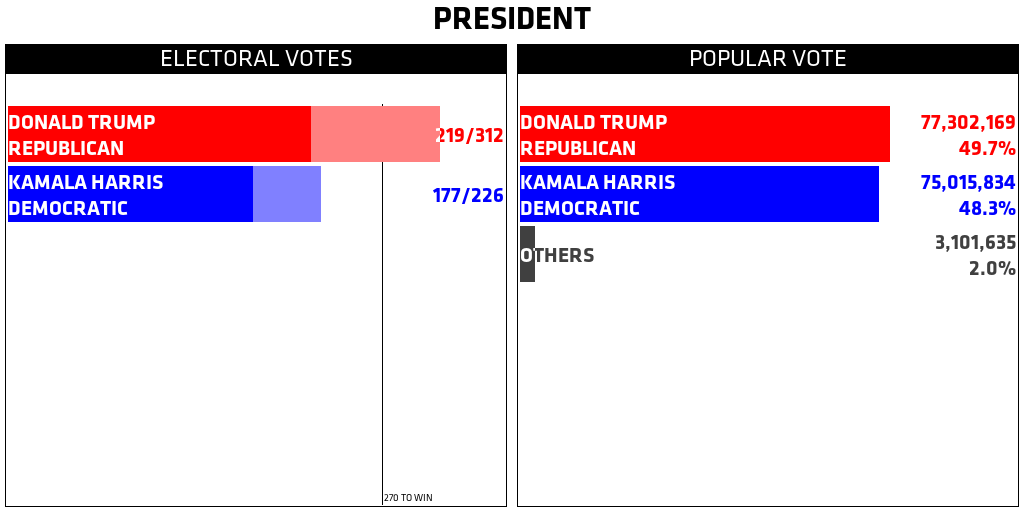 PRESIDENT
ELECTORAL VOTES
DONALD TRUMP
REPUBLICAN
219/312
KAMALA HARRIS
DEMOCRATIC
177/226
270 TO WIN
POPULAR VOTE
DONALD TRUMP
REPUBLICAN
77,302,169
49.7%
KAMALA HARRIS
DEMOCRATIC
75,015,834
48.3%
OTHERS
3,101,635
2.0%